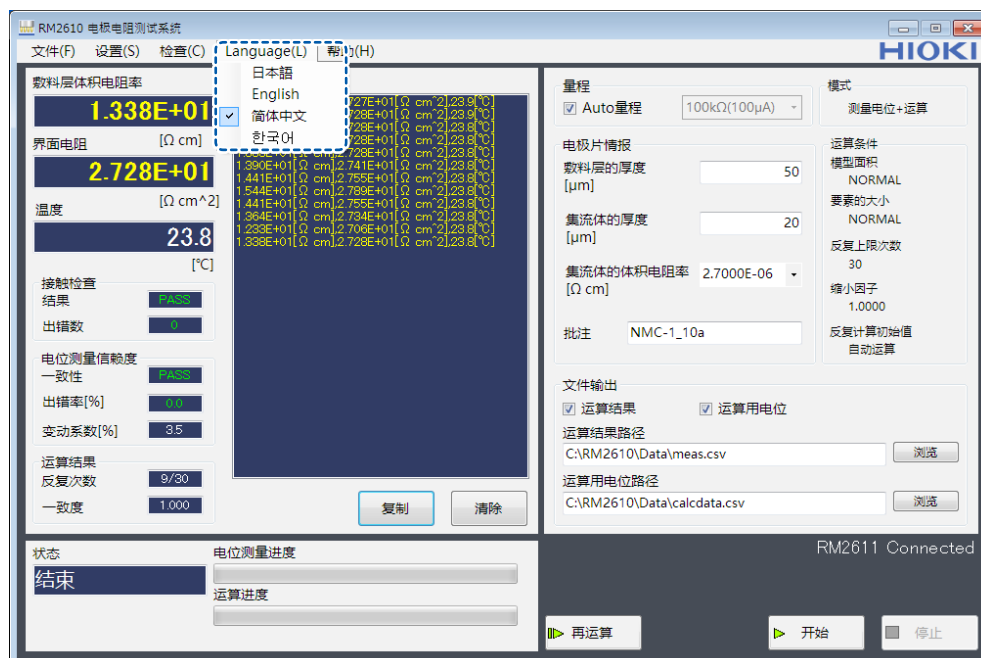 RM2610 电极电阻测试系统
文件(F) 设置(S) 检查(C) Language(L) 帮助(H)
HIOKI
日本語
English
简体中文
한국어
敷料层体积电阻率
1.338E+01
[Ω cm]
界面电阻
2.728E+01
[Ω cm^2]
温度
23.8
[℃]
接触检查
结果 PASS
出错数 0
电位测量信赖度
一致性 PASS
出错率[%] 0.0
变动系数[%] 3.5
运算结果
反复次数 9/30
一致度 1.000
727E+01[Ω cm^2],23.9[℃]
728E+01[Ω cm^2],23.9[℃]
728E+01[Ω cm^2],23.8[℃]
728E+01[Ω cm^2],23.8[℃]
2.728E+01[Ω cm^2],23.8[℃]
1.390E+01[Ω cm],2.741E+01[Ω cm^2],23.8[℃]
1.441E+01[Ω cm],2.755E+01[Ω cm^2],23.8[℃]
1.544E+01[Ω cm],2.789E+01[Ω cm^2],23.8[℃]
1.441E+01[Ω cm],2.755E+01[Ω cm^2],23.8[℃]
1.364E+01[Ω cm],2.734E+01[Ω cm^2],23.8[℃]
1.233E+01[Ω cm],2.706E+01[Ω cm^2],23.8[℃]
1.338E+01[Ω cm],2.728E+01[Ω cm^2],23.8[℃]
复制 清除
量程
Auto量程 100kΩ(100μA)
模式
测量电位+运算
电极片情报
敷料层的厚度
[μm]
50
集流体的厚度
[μm]
20
集流体的体积电阻率
[Ω cm]
2.7000E-06
批注 NMC-1_10a
运算条件
模型面积
NORMAL
要素的大小
NORMAL
反复上限次数
30
缩小因子
1.0000
反复计算初始值
自动运算
文件输出
运算结果 运算用电位
运算结果路径
C:\RM2610\Data\meas.csv 浏览
运算用电位路径
C:\RM2610\Data\calcdata.csv 浏览
状态
结束
电位测量进度
运算进度
RM2611 Connected
再运算 开始 停止